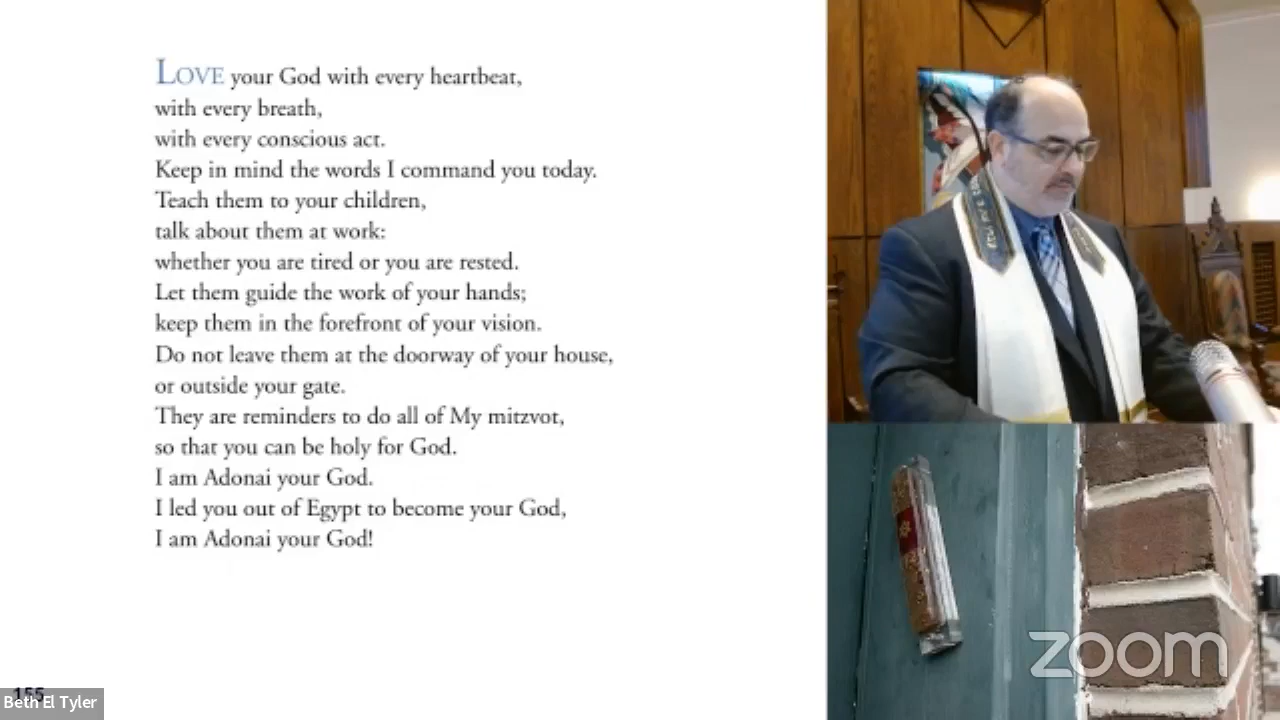 LOVE your God with every heartbeat,
with every breath,
with every conscious act.
Keep in mind the words I command you today.
Teach them to your children,
talk about them at work:
whether you are tired or you are rested.
Let them guide the work of your hands;
keep them in the forefront of your vision.
Do not leave them at the doorway of your house,
or outside your gate.
They are reminders to do all of My mitzvot,
so that you can be holy for God.
I am Adonai your God.
I led you out of Egypt to become your God,
I am Adonai your God!
155
Beth El Tyler
zoom